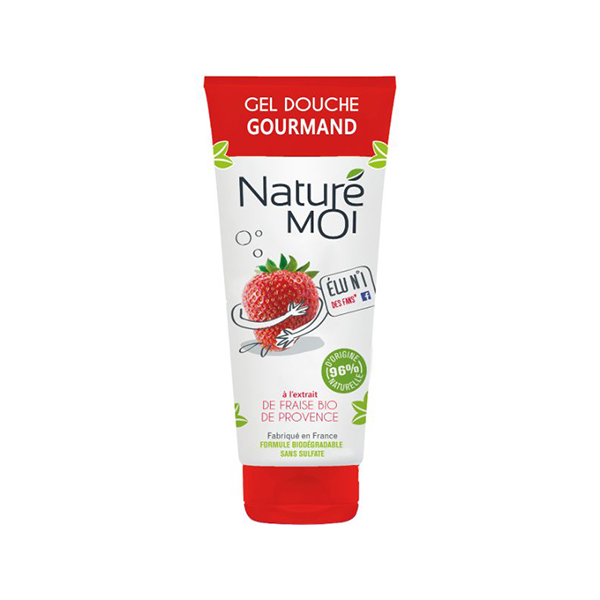 GEL DOUCHE
GOURMAND
Naturé
MOI
ÉLU N°1
DES FANS*
f
D'ORIGINE
96%
NATURELLE
à l'extrait
DE FRAISE BIO
DE PROVENCE
Fabriqué en France
FORMULE BIODÉGRADABLE
SANS SULFATE